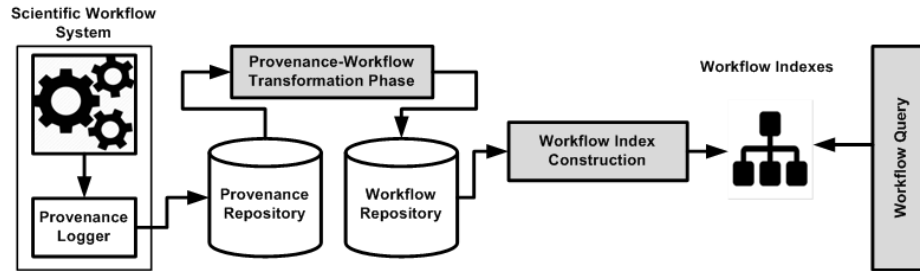 Scientific Workflow
System
Provenance
Logger
Provenance-Workflow
Transformation Phase
Provenance
Repository
Workflow
Repository
Workflow Index
Construction
Workflow Indexes
Workflow Query